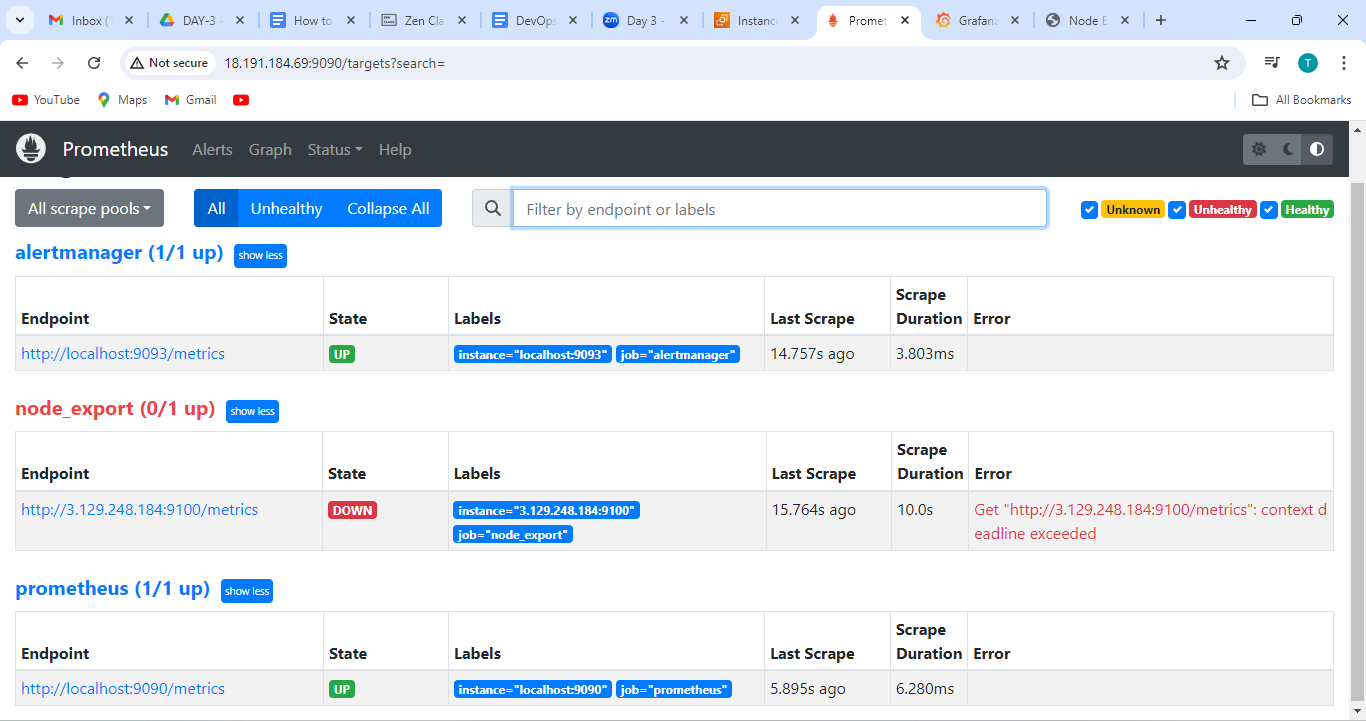 Inbox (
DAY-3 -
How to
Zen Cla
DevOps
Day 3 -
Instanc
Promet
Grafana
Node E
Not secure
18.191.184.69:9090/targets?search=
T
YouTube
Maps
Gmail
All Bookmarks
Prometheus
Alerts
Graph
Status
Help
All scrape pools
All
Unhealthy
Collapse All
Filter by endpoint or labels
Unknown
Unhealthy
Healthy
alertmanager (1/1 up)
show less
Endpoint
State
Labels
Last Scrape
Scrape
Duration
Error
http://localhost:9093/metrics
UP
instance="localhost:9093"
job="alertmanager"
14.757s ago
3.803ms
node_export (0/1 up)
show less
Endpoint
State
Labels
Last Scrape
Scrape
Duration
Error
http://3.129.248.184:9100/metrics
DOWN
instance="3.129.248.184:9100"
job="node_export"
15.764s ago
10.0s
Get "http://3.129.248.184:9100/metrics": context d
eadline exceeded
prometheus (1/1 up)
show less
Endpoint
State
Labels
Last Scrape
Scrape
Duration
Error
http://localhost:9090/metrics
UP
instance="localhost:9090"
job="prometheus"
5.895s ago
6.280ms